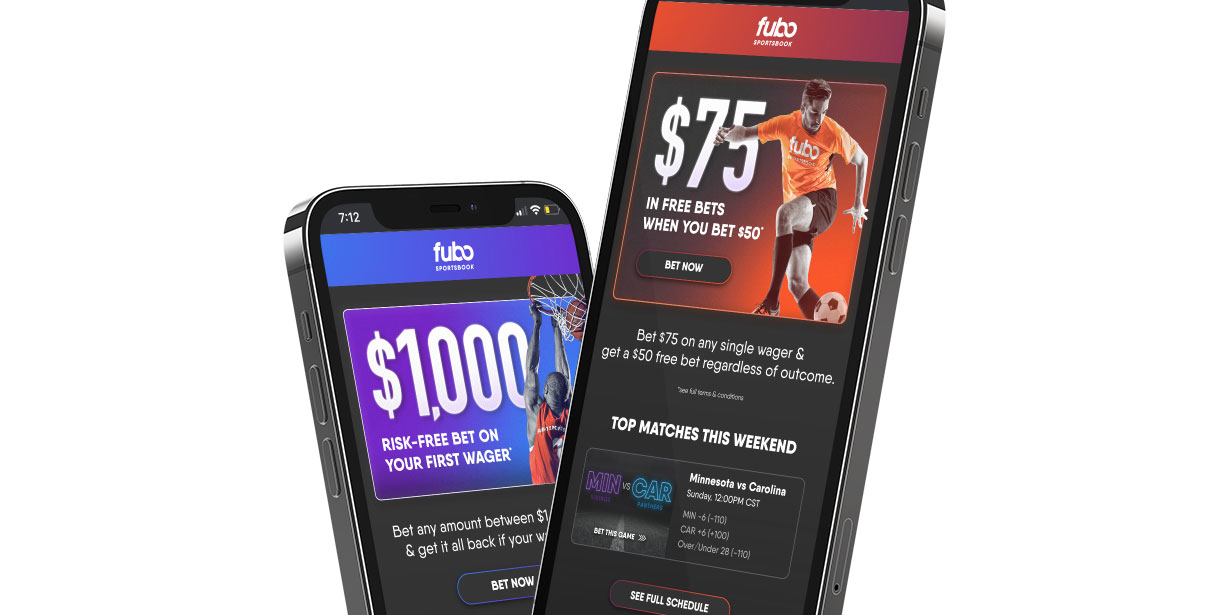 7:12
fubo
SPORTSBOOK
$1,000
RISK-FREE BET ON
YOUR FIRST WAGER*
Bet any amount between $1
& get it all back if your
BET NOW
fubo
SPORTSBOOK
$75
fubo
IN FREE BETS
WHEN YOU BET $50*
BET NOW
Bet $75 on any single wager &
get a $50 free bet regardless of outcome.
*see full terms & conditions
TOP MATCHES THIS WEEKEND
MIN VS CAR
VIKINGS PANTHERS
BET THIS GAME >>>
Minnesota vs Carolina
Sunday, 12:00PM CST
MIN -6 (-110)
CAR +6 (+100)
Over/Under 28 (-110)
SEE FULL SCHEDULE